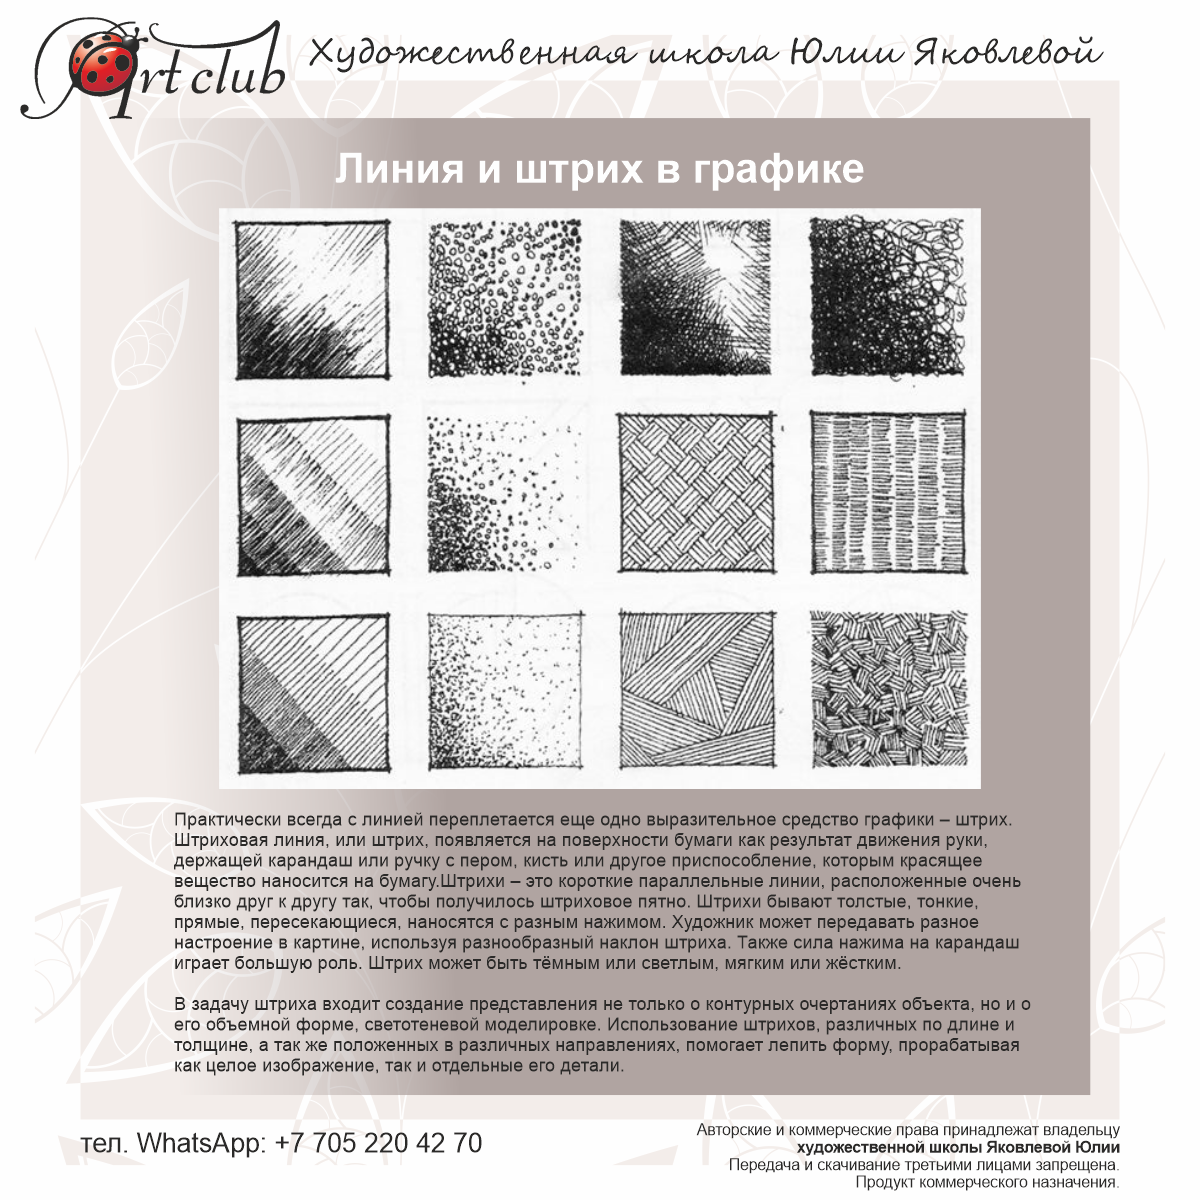 Art club
Художественная школа Юлии Яковлевой
Линия и штрих в графике
Практически всегда с линией переплетается еще одно выразительное средство графики – штрих.
Штриховая линия, или штрих, появляется на поверхности бумаги как результат движения руки,
держащей карандаш или ручку с пером, кисть или другое приспособление, которым красящее
вещество наносится на бумагу.Штрихи – это короткие параллельные линии, расположенные очень
близко друг к другу так, чтобы получилось штриховое пятно. Штрихи бывают толстые, тонкие,
прямые, пересекающиеся, наносятся с разным нажимом. Художник может передавать разное
настроение в картине, используя разнообразный наклон штриха. Также сила нажима на карандаш
играет большую роль. Штрих может быть тёмным или светлым, мягким или жёстким.
В задачу штриха входит создание представления не только о контурных очертаниях объекта, но и о
его объемной форме, светотеневой моделировке. Использование штрихов, различных по длине и
толщине, а так же положенных в различных направлениях, помогает лепить форму, прорабатывая
как целое изображение, так и отдельные его детали.
тел. WhatsApp: +7 705 220 42 70
Авторские и коммерческие права принадлежат владельцу
художественной школы Яковлевой Юлии
Передача и скачивание третьими лицами запрещена.
Продукт коммерческого назначения.